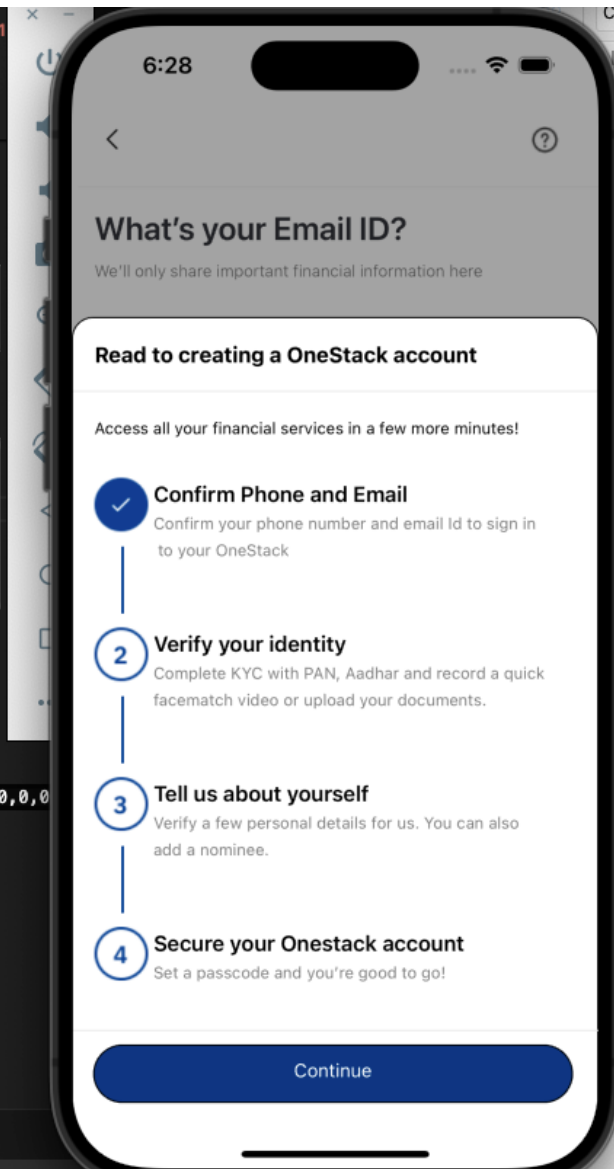 6:28
What's your Email ID?
We'll only share important financial information here
Read to creating a OneStack account
Access all your financial services in a few more minutes!
Confirm Phone and Email
Confirm your phone number and email Id to sign in
to your OneStack
2
Verify your identity
Complete KYC with PAN, Aadhar and record a quick
facematch video or upload your documents.
3
Tell us about yourself
Verify a few personal details for us. You can also
add a nominee.
4
Secure your Onestack account
Set a passcode and you're good to go!
Continue
0,0,0